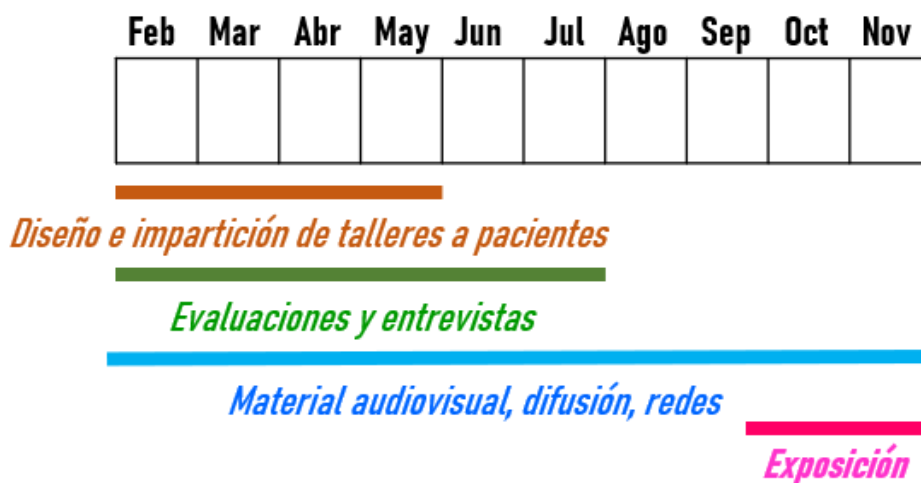 Feb Mar Abr May Jun Jul Ago Sep Oct Nov
Diseño e impartición de talleres a pacientes
Evaluaciones y entrevistas
Material audiovisual, difusión, redes
Exposición